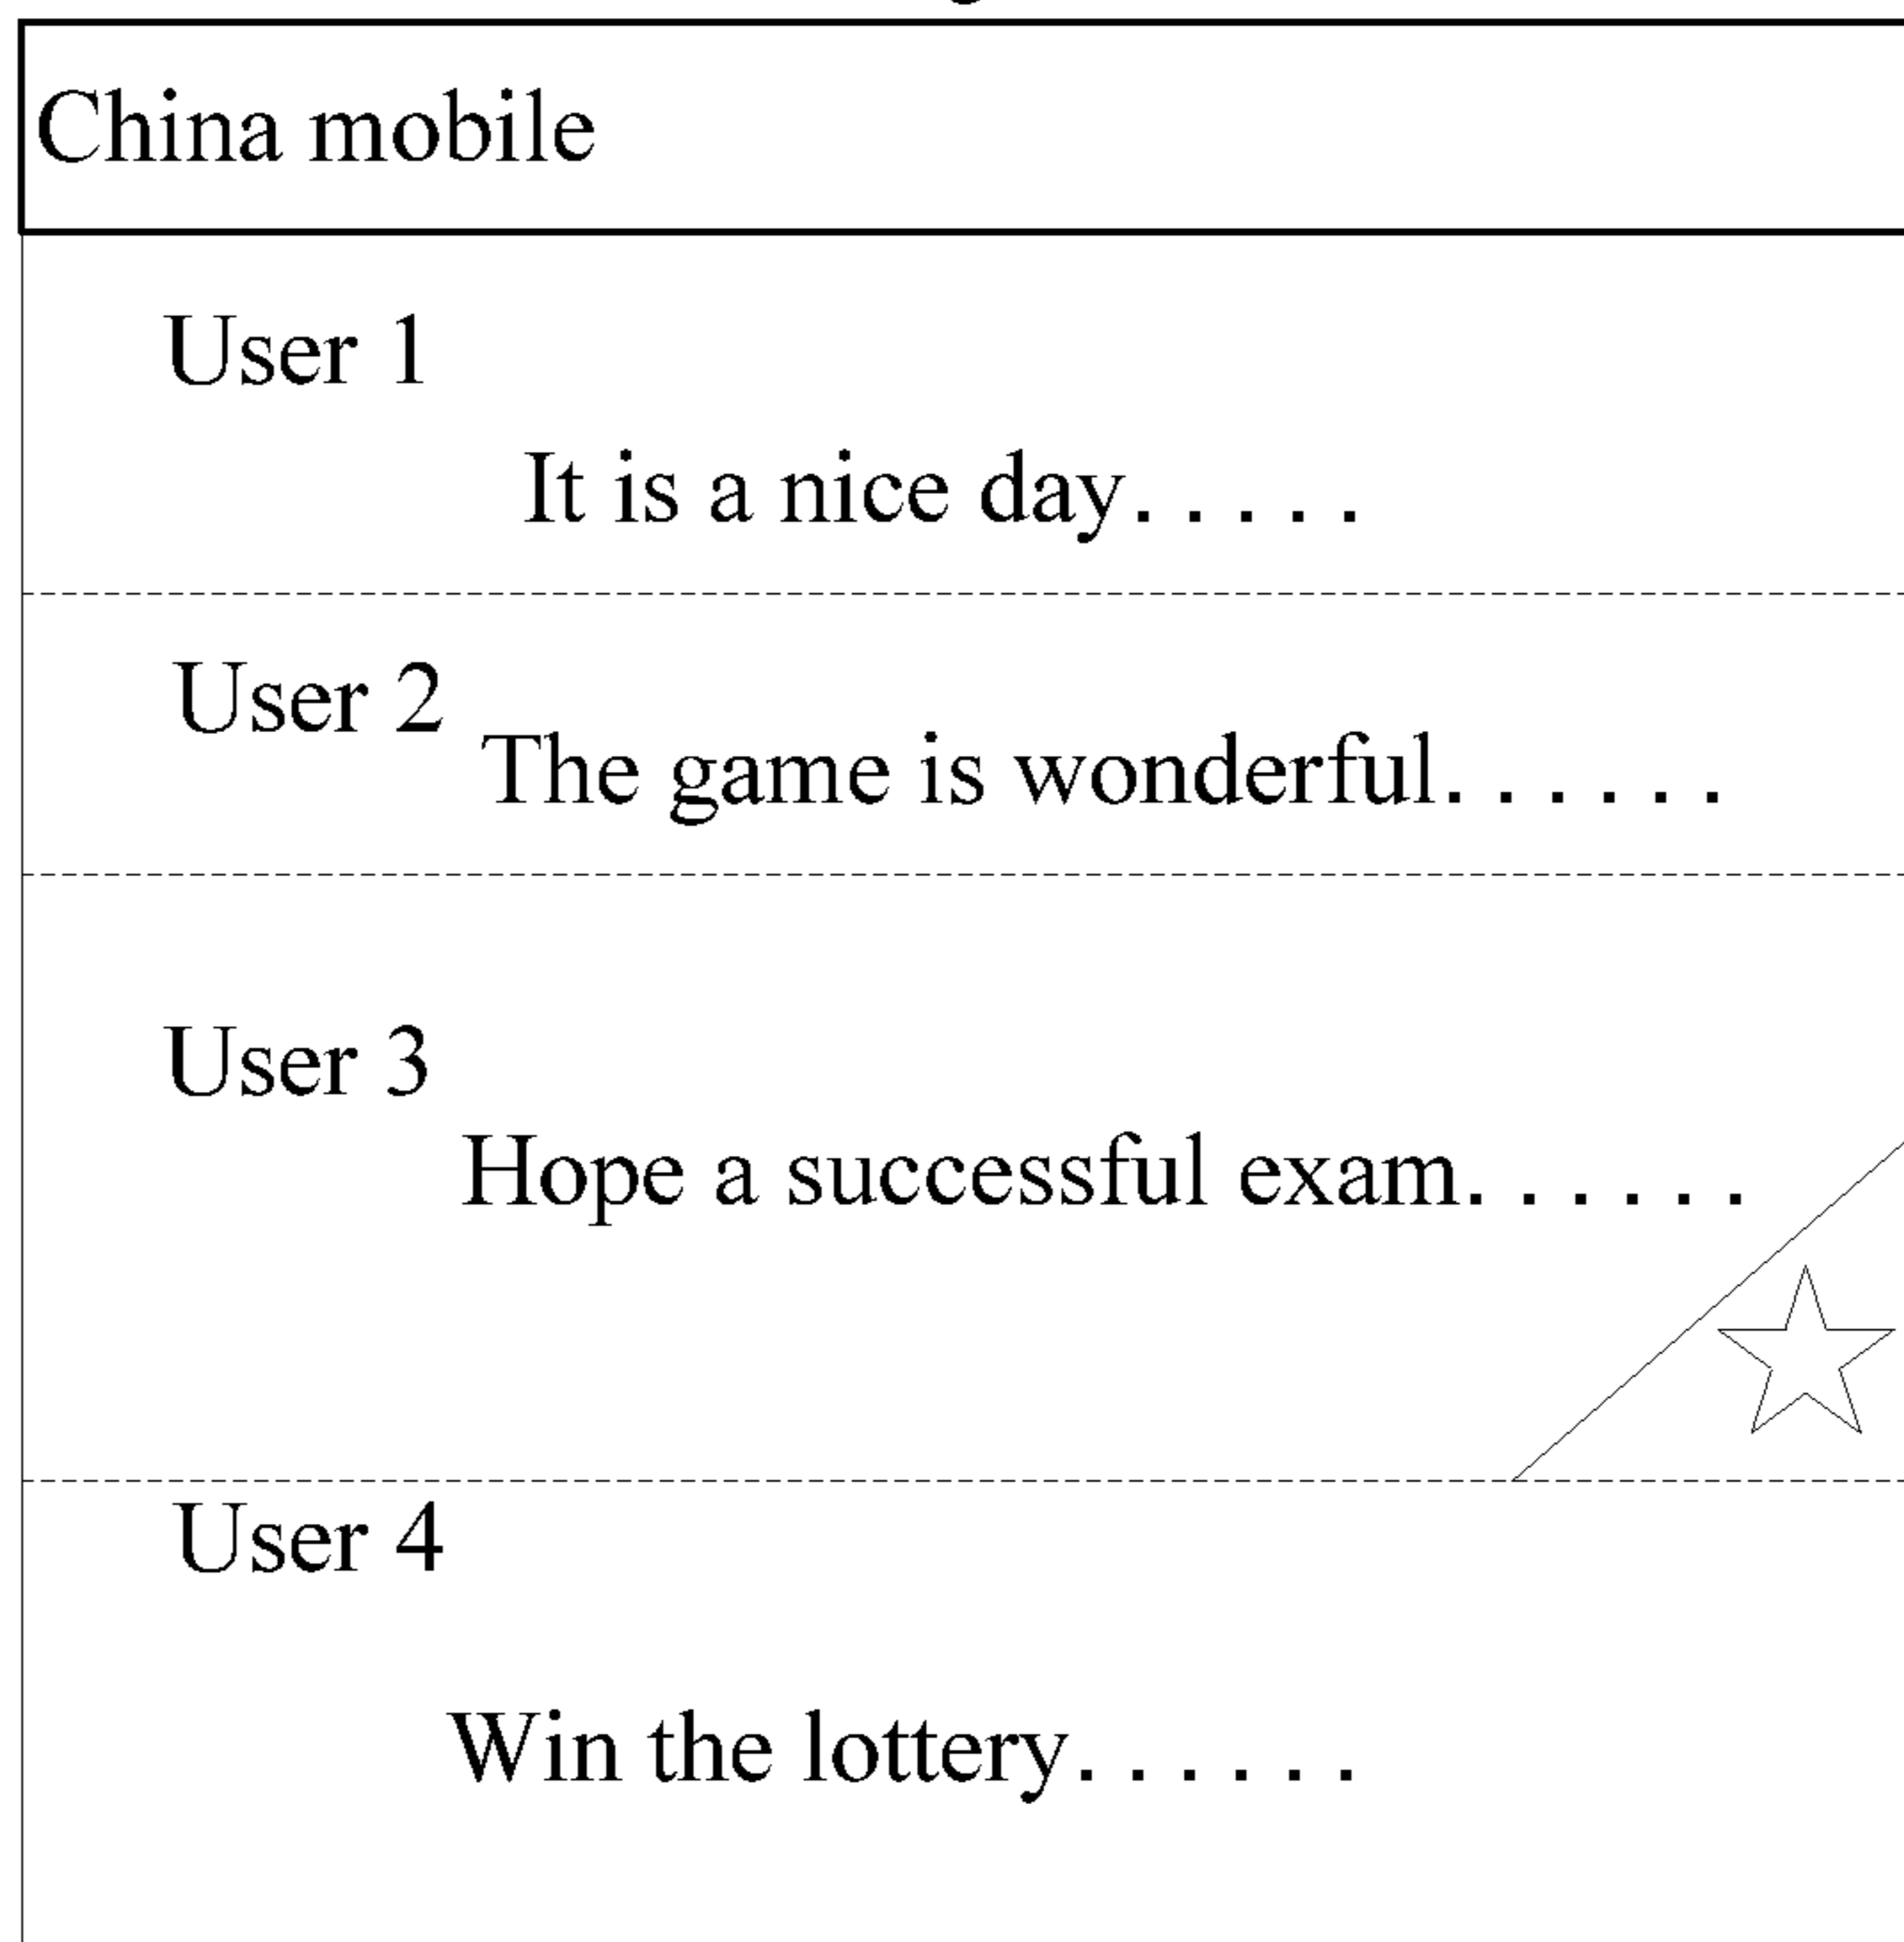 China mobile
User 1
It is a nice day.....
User 2
The game is wonderful......
User 3
Hope a successful exam......
User 4
Win the lottery......